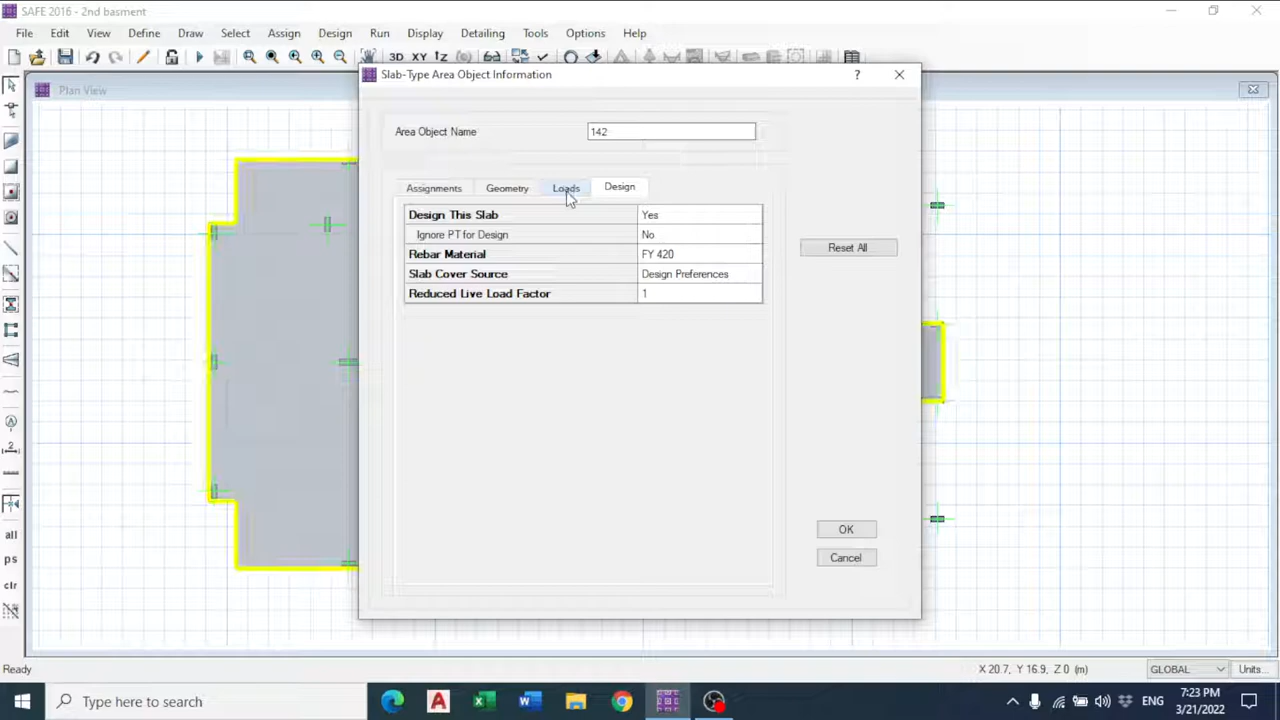 SAFE 2016 - 2nd basment
File Edit View Define Draw Select Assign Design Run Display Detailing Tools Options Help
3D XY
Plan View
Slab-Type Area Object Information
?
Area Object Name 142
Assignments Geometry Loads Design
Design This Slab Yes
Ignore PT for Design No
Rebar Material FY 420
Slab Cover Source Design Preferences
Reduced Live Load Factor 1
Reset All
OK
Cancel
all
ps
clr
Ready X 20.7, Y 16.9, Z 0 (m) GLOBAL Units...
Type here to search
ENG
7:23 PM
3/21/2022